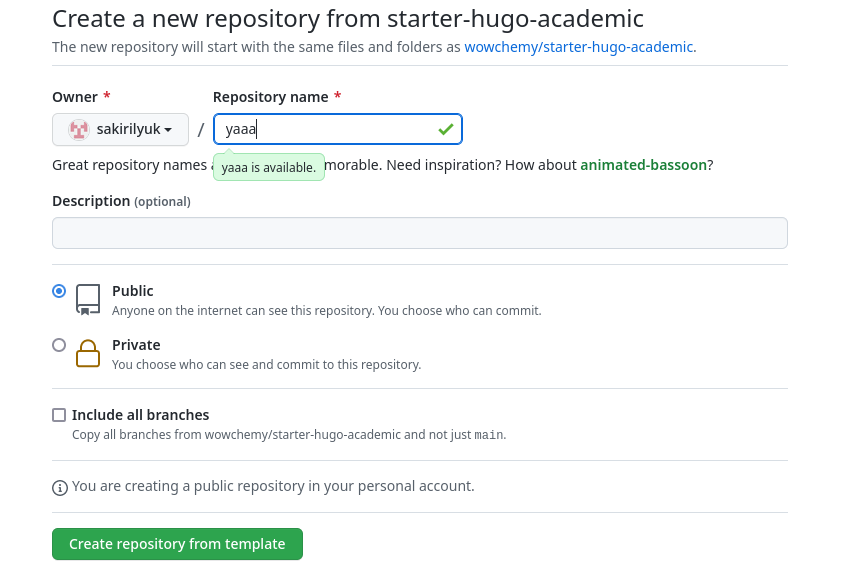 Create a new repository from starter-hugo-academic
The new repository will start with the same files and folders as wowchemy/starter-hugo-academic.
Owner * Repository name *
sakirilyuk / yaaa
Great repository names morable. Need inspiration? How about animated-bassoon?
yaaa is available.
Description (optional)
Public
Anyone on the internet can see this repository. You choose who can commit.
Private
You choose who can see and commit to this repository.
Include all branches
Copy all branches from wowchemy/starter-hugo-academic and not just main.
You are creating a public repository in your personal account.
Create repository from template